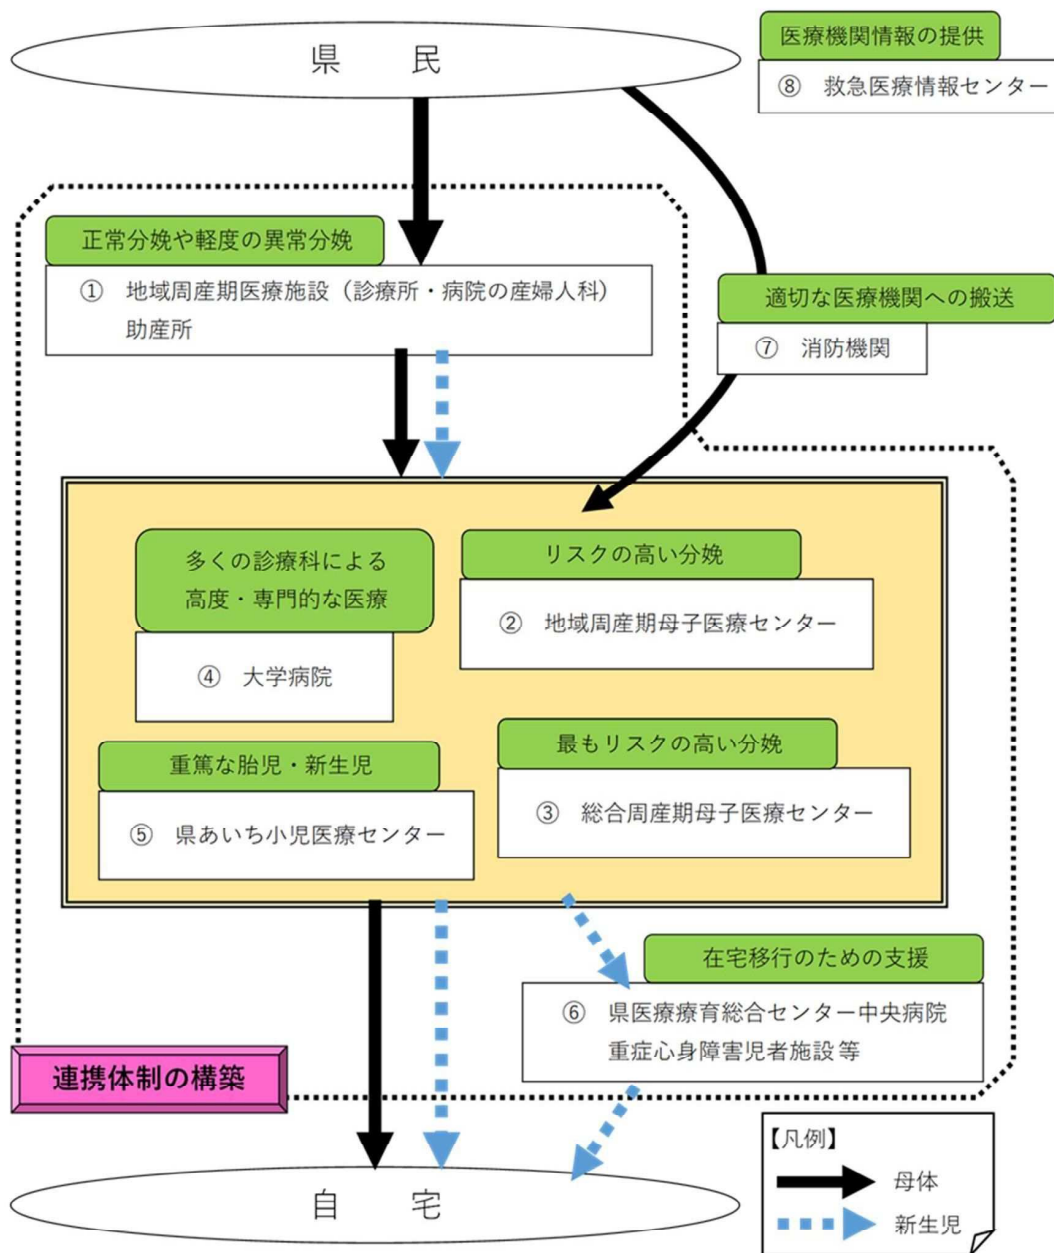 県　民
医療機関情報の提供
⑧　救急医療情報センター
正常分娩や軽度の異常分娩
①　地域周産期医療施設（診療所・病院の産婦人科）
助産所
適切な医療機関への搬送
⑦　消防機関
多くの診療科による
高度・専門的な医療
④　大学病院
リスクの高い分娩
②　地域周産期母子医療センター
重篤な胎児・新生児
⑤　県あいち小児医療センター
最もリスクの高い分娩
③　総合周産期母子医療センター
在宅移行のための支援
⑥　県医療療育総合センター中央病院
重症心身障害児者施設等
連携体制の構築
自　宅
【凡例】
母体
新生児